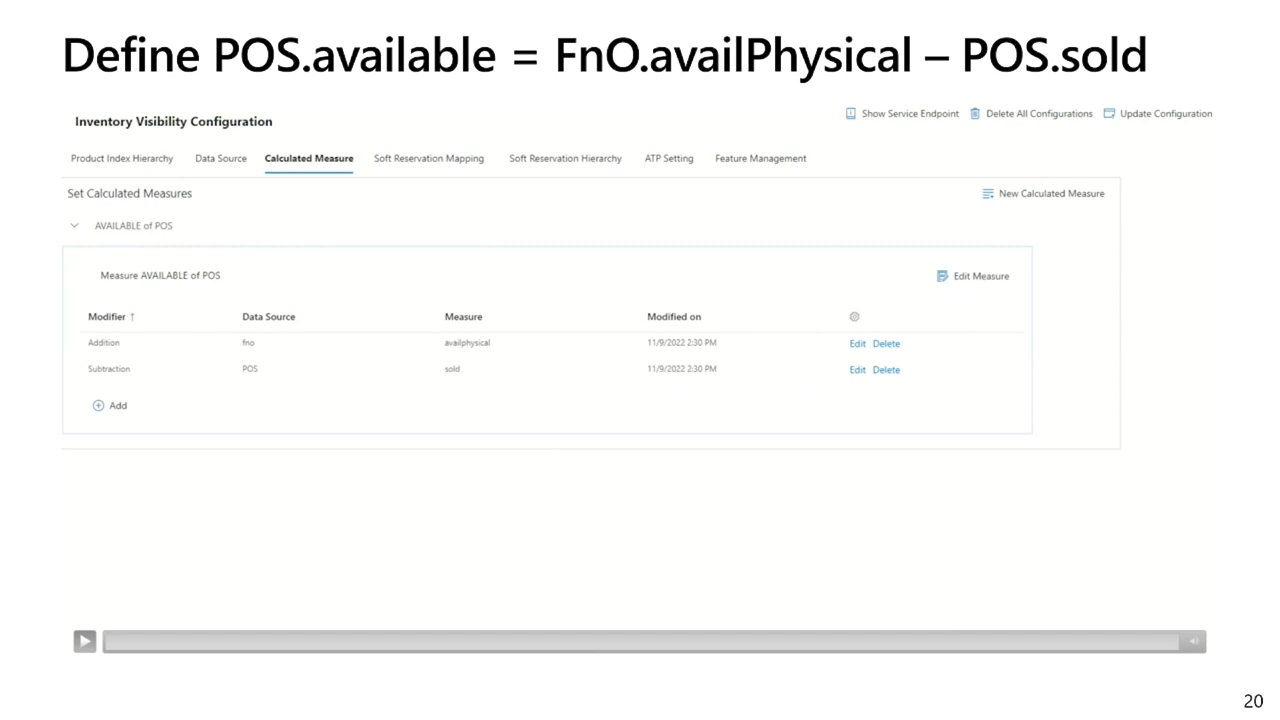 Define POS.available = FnO.availPhysical – POS.sold
Inventory Visibility Configuration
Show Service Endpoint Delete All Configurations Update Configuration
Product Index Hierarchy Data Source Calculated Measure Soft Reservation Mapping Soft Reservation Hierarchy ATP Setting Feature Management
Set Calculated Measures New Calculated Measure
AVAILABLE of POS
Measure AVAILABLE of POS Edit Measure
Modifier ↑ Data Source Measure Modified on
Addition fno availphysical 11/9/2022 2:30 PM Edit Delete
Subtraction POS sold 11/9/2022 2:30 PM Edit Delete
Add
20